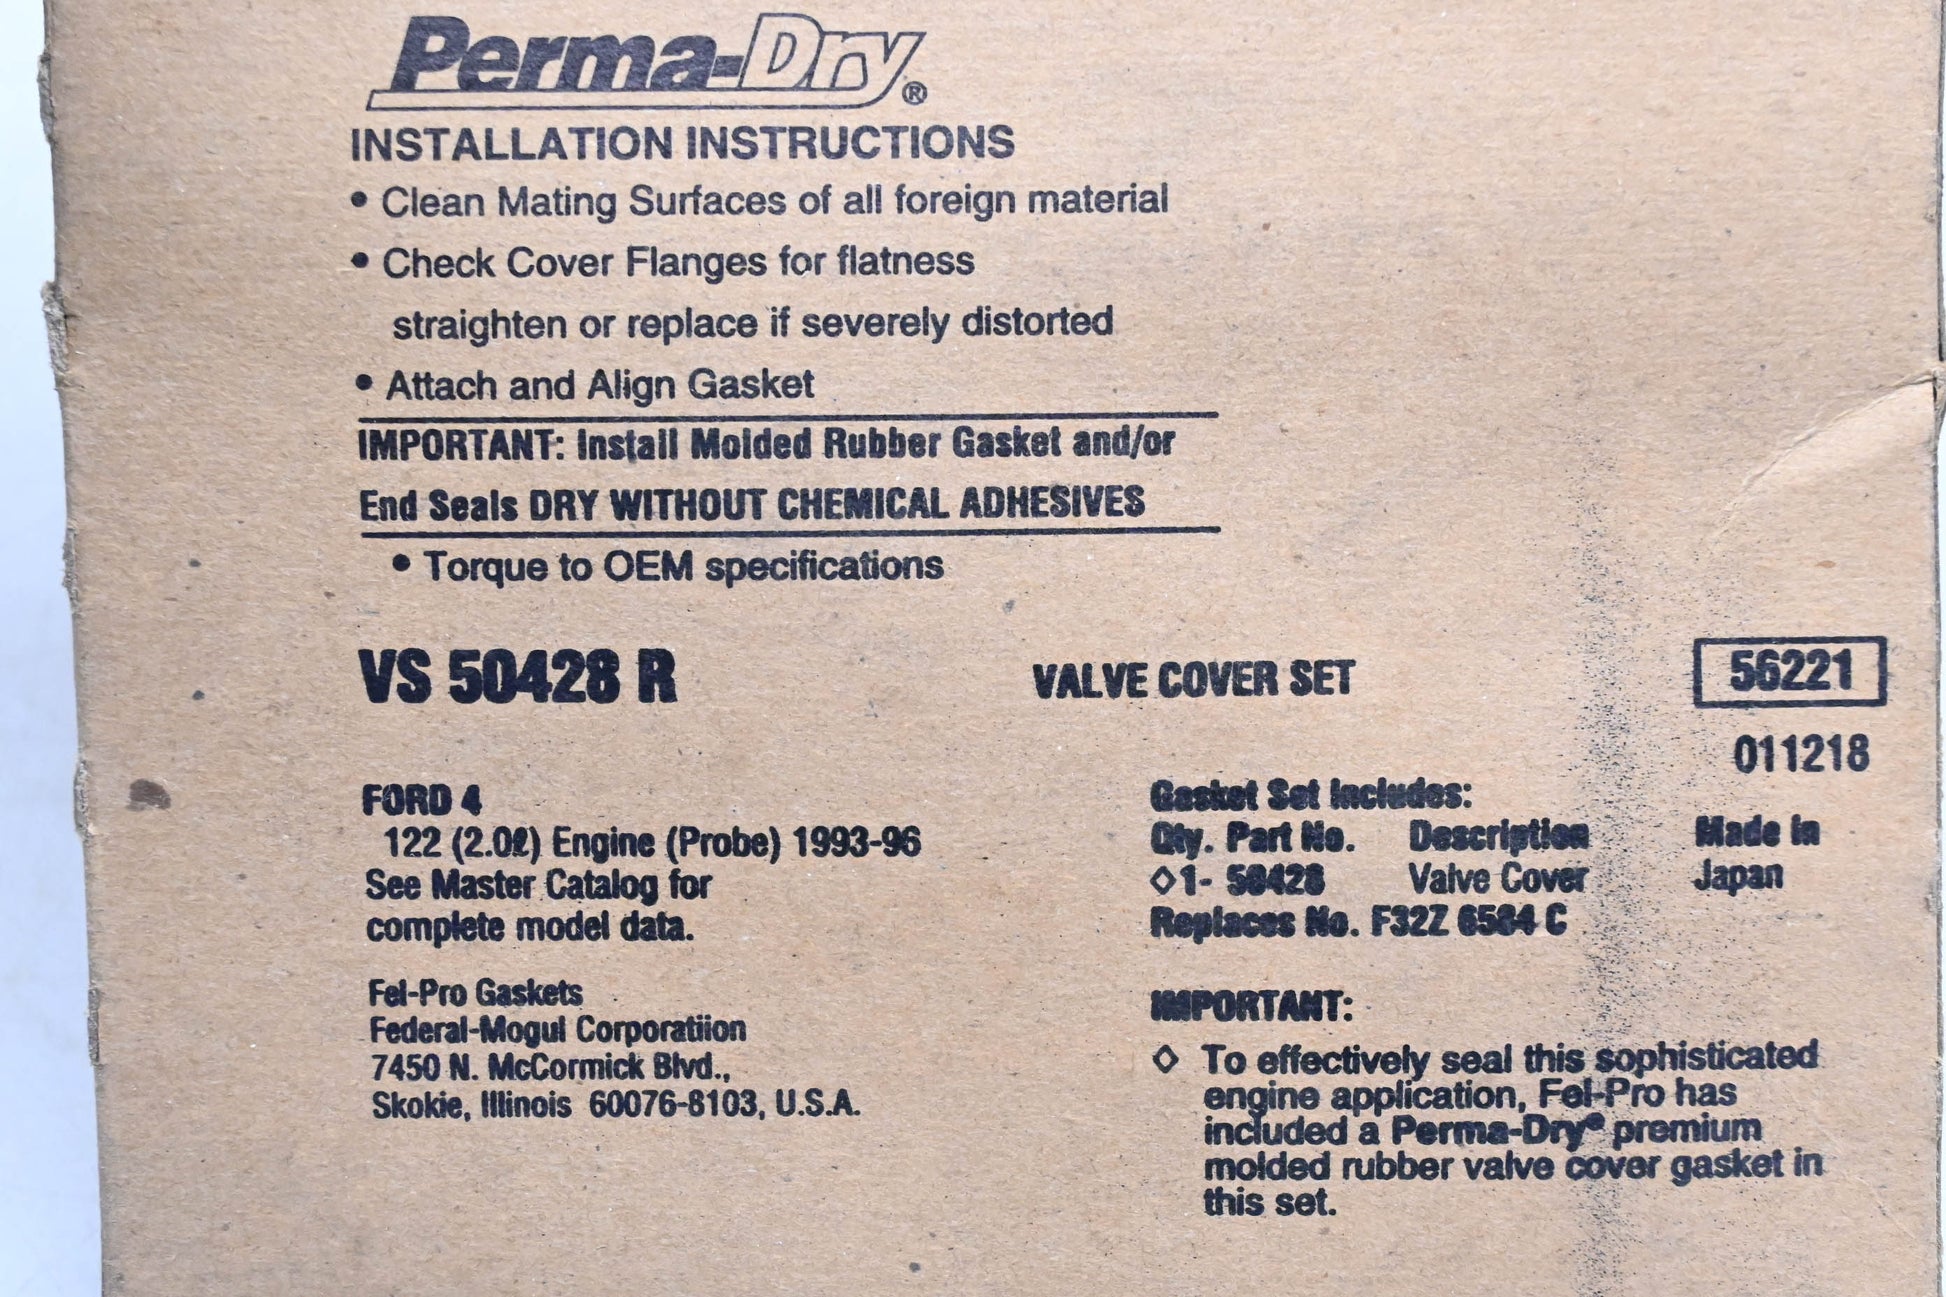 Perma-Dry®
INSTALLATION INSTRUCTIONS
• Clean Mating Surfaces of all foreign material
• Check Cover Flanges for flatness
straighten or replace if severely distorted
• Attach and Align Gasket
IMPORTANT: Install Molded Rubber Gasket and/or
End Seals DRY WITHOUT CHEMICAL ADHESIVES
• Torque to OEM specifications
VS 50428 R
VALVE COVER SET
56221
011218
FORD 4
122 (2.0ℓ) Engine (Probe) 1993-96
See Master Catalog for
complete model data.
Fel-Pro Gaskets
Federal-Mogul Corporatiion
7450 N. McCormick Blvd.,
Skokie, Illinois 60076-8103, U.S.A.
Gasket Set Includes:
Qty. Part No. Description
◊1- 50428 Valve Cover
Replaces No. F32Z 6584 C
Made in
Japan
IMPORTANT:
◊ To effectively seal this sophisticated
engine application, Fel-Pro has
included a Perma-Dry® premium
molded rubber valve cover gasket in
this set.